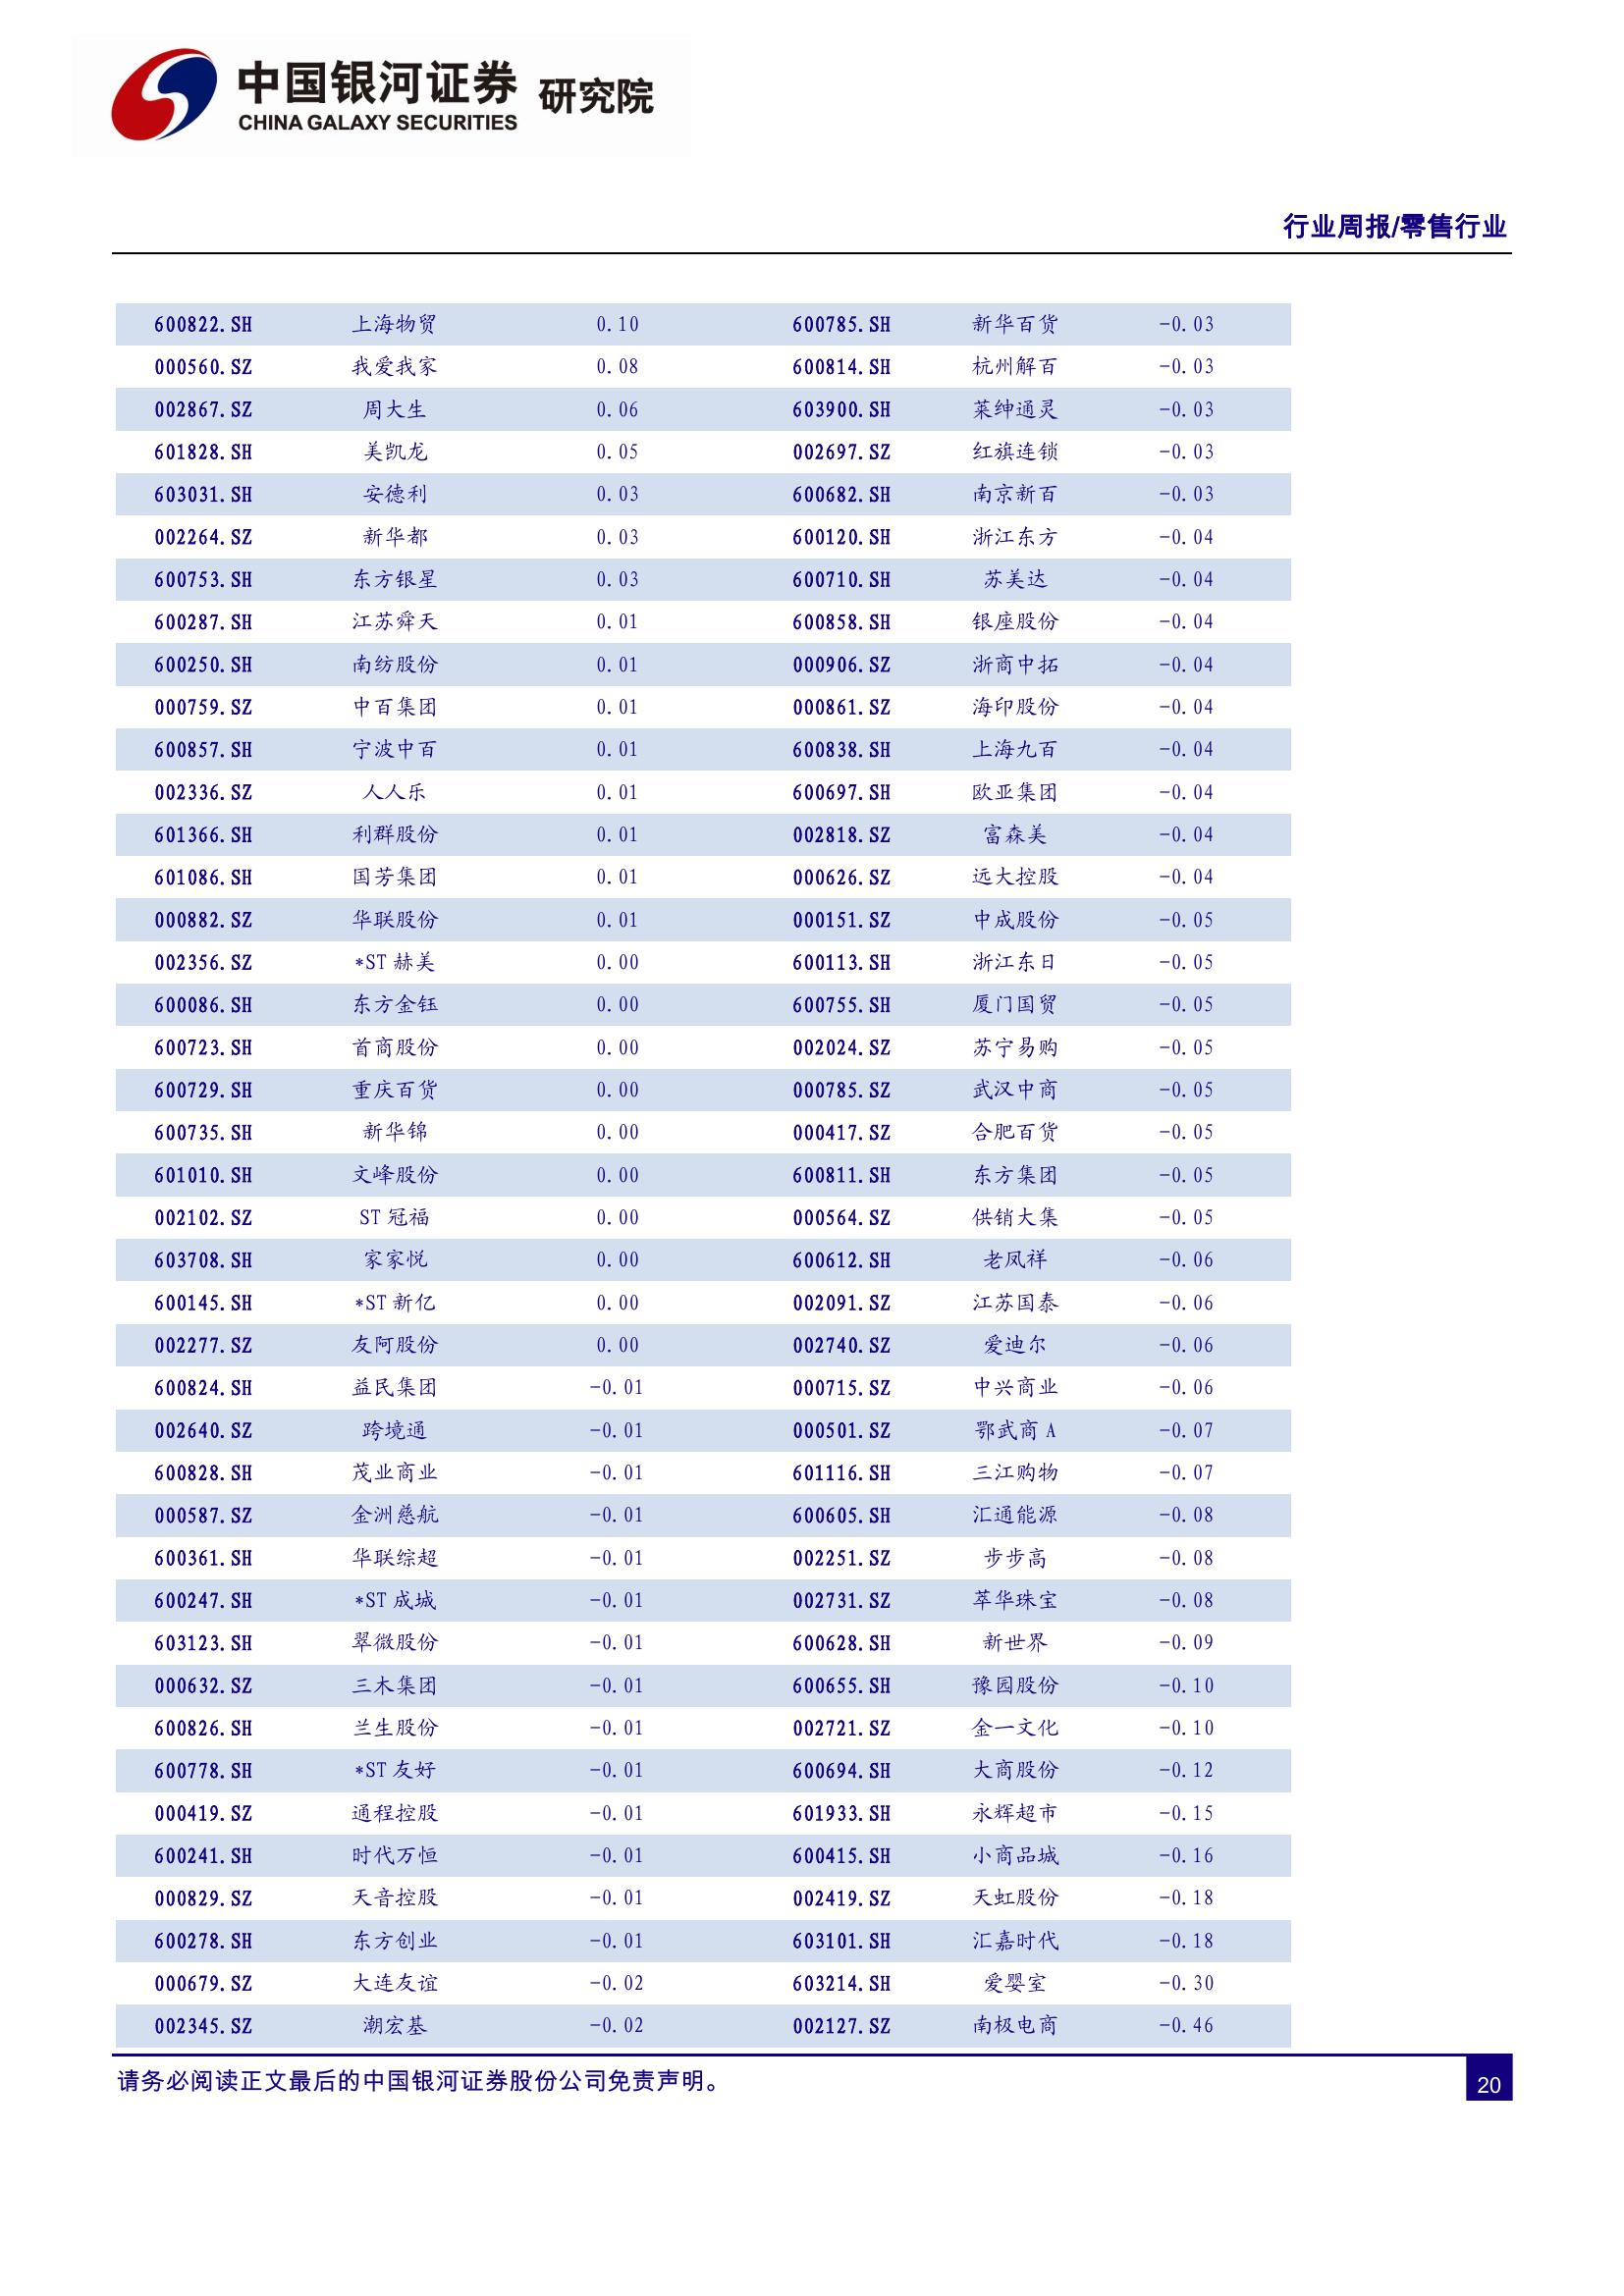 中国银河证券 研究院
CHINA GALAXY SECURITIES
行业周报/零售行业
600822.SH 上海物贸 0.10 600785.SH 新华百货 -0.03
000560.SZ 我爱我家 0.08 600814.SH 杭州解百 -0.03
002867.SZ 周大生 0.06 603900.SH 莱绅通灵 -0.03
601828.SH 美凯龙 0.05 002697.SZ 红旗连锁 -0.03
603031.SH 安德利 0.03 600682.SH 南京新百 -0.03
002264.SZ 新华都 0.03 600120.SH 浙江东方 -0.04
600753.SH 东方银星 0.03 600710.SH 苏美达 -0.04
600287.SH 江苏舜天 0.01 600858.SH 银座股份 -0.04
600250.SH 南纺股份 0.01 000906.SZ 浙商中拓 -0.04
000759.SZ 中百集团 0.01 000861.SZ 海印股份 -0.04
600857.SH 宁波中百 0.01 600838.SH 上海九百 -0.04
002336.SZ 人人乐 0.01 600697.SH 欧亚集团 -0.04
601366.SH 利群股份 0.01 002818.SZ 富森美 -0.04
601086.SH 国芳集团 0.01 000626.SZ 远大控股 -0.04
000882.SZ 华联股份 0.01 000151.SZ 中成股份 -0.05
002356.SZ *ST 赫美 0.00 600113.SH 浙江东日 -0.05
600086.SH 东方金钰 0.00 600755.SH 厦门国贸 -0.05
600723.SH 首商股份 0.00 002024.SZ 苏宁易购 -0.05
600729.SH 重庆百货 0.00 000785.SZ 武汉中商 -0.05
600735.SH 新华锦 0.00 000417.SZ 合肥百货 -0.05
601010.SH 文峰股份 0.00 600811.SH 东方集团 -0.05
002102.SZ ST 冠福 0.00 000564.SZ 供销大集 -0.05
603708.SH 家家悦 0.00 600612.SH 老凤祥 -0.06
600145.SH *ST 新亿 0.00 002091.SZ 江苏国泰 -0.06
002277.SZ 友阿股份 0.00 002740.SZ 爱迪尔 -0.06
600824.SH 益民集团 -0.01 000715.SZ 中兴商业 -0.06
002640.SZ 跨境通 -0.01 000501.SZ 鄂武商 A -0.07
600828.SH 茂业商业 -0.01 601116.SH 三江购物 -0.07
000587.SZ 金洲慈航 -0.01 600605.SH 汇通能源 -0.08
600361.SH 华联综超 -0.01 002251.SZ 步步高 -0.08
600247.SH *ST 成城 -0.01 002731.SZ 萃华珠宝 -0.08
603123.SH 翠微股份 -0.01 600628.SH 新世界 -0.09
000632.SZ 三木集团 -0.01 600655.SH 豫园股份 -0.10
600826.SH 兰生股份 -0.01 002721.SZ 金一文化 -0.10
600778.SH *ST 友好 -0.01 600694.SH 大商股份 -0.12
000419.SZ 通程控股 -0.01 601933.SH 永辉超市 -0.15
600241.SH 时代万恒 -0.01 600415.SH 小商品城 -0.16
000829.SZ 天音控股 -0.01 002419.SZ 天虹股份 -0.18
600278.SH 东方创业 -0.01 603101.SH 汇嘉时代 -0.18
000679.SZ 大连友谊 -0.02 603214.SH 爱婴室 -0.30
002345.SZ 潮宏基 -0.02 002127.SZ 南极电商 -0.46
请务必阅读正文最后的中国银河证券股份公司免责声明。 20